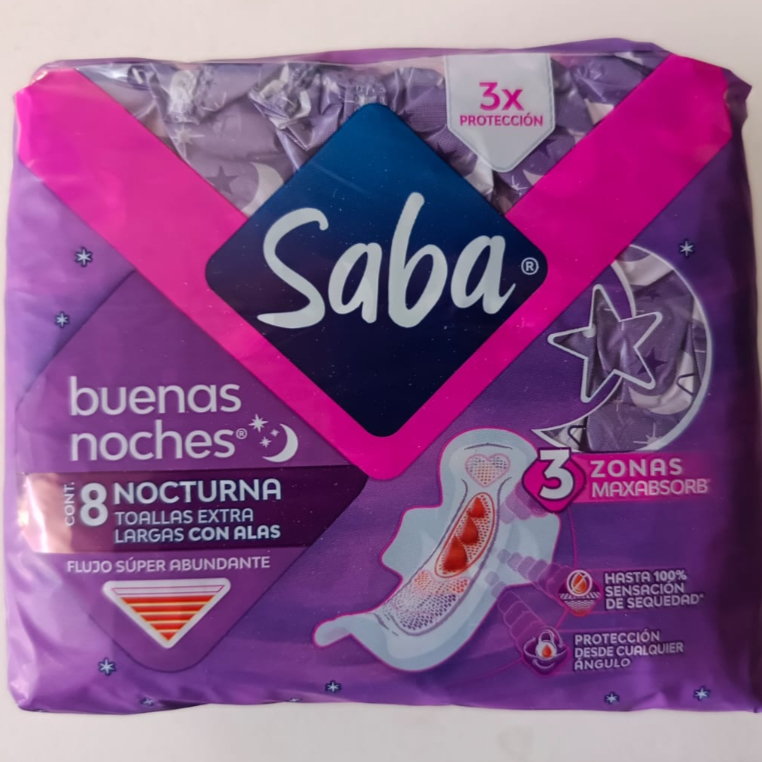 3x
PROTECCIÓN
Saba®
buenas
noches®
CONT.
8 NOCTURNA
TOALLAS EXTRA
LARGAS CON ALAS
FLUJO SÚPER ABUNDANTE
3 ZONAS
MAXABSORB
HASTA 100%
SENSACIÓN
DE SEQUEDAD*
PROTECCIÓN
DESDE CUALQUIER
ÁNGULO